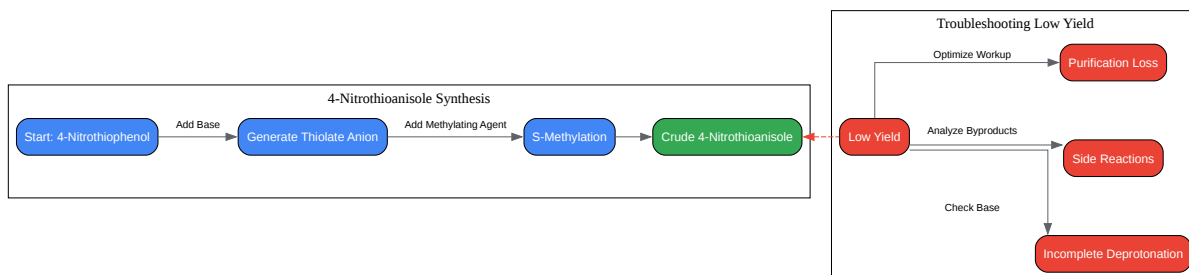 4-Nitrothioanisole Synthesis
Start: 4-Nitrothiophenol
Add Base
Generate Thiolate Anion
Add Methylating Agent
S-Methylation
Crude 4-Nitrothioanisole
Troubleshooting Low Yield
Low Yield
Optimize Workup
Purification Loss
Analyze Byproducts
Side Reactions
Check Base
Incomplete Deprotonation